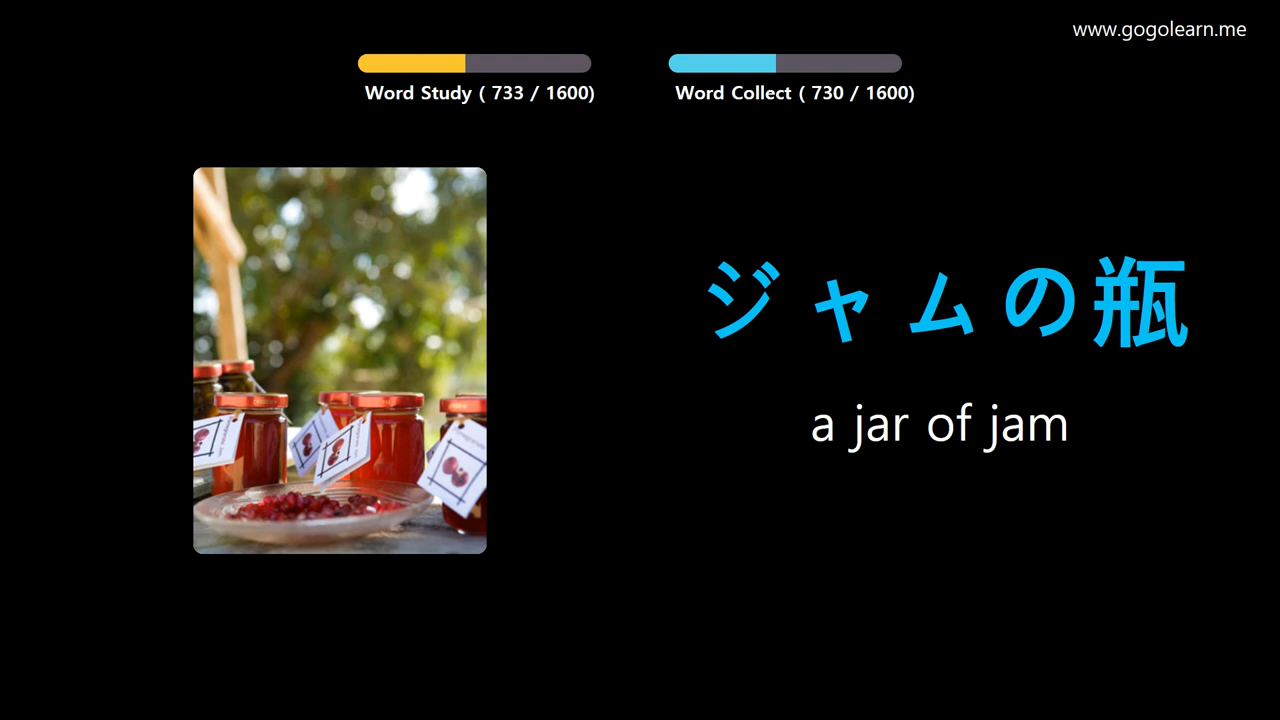 www.gogolearn.me
Word Study ( 733 / 1600)
Word Collect ( 730 / 1600)
ジャムの瓶
a jar of jam